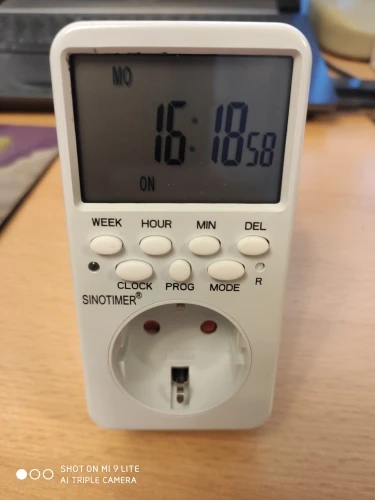 MO
16:18 58
ON
WEEK HOUR MIN DEL
CLOCK PROG MODE R
SINOTIMER®
SHOT ON MI 9 LITE
AI TRIPLE CAMERA